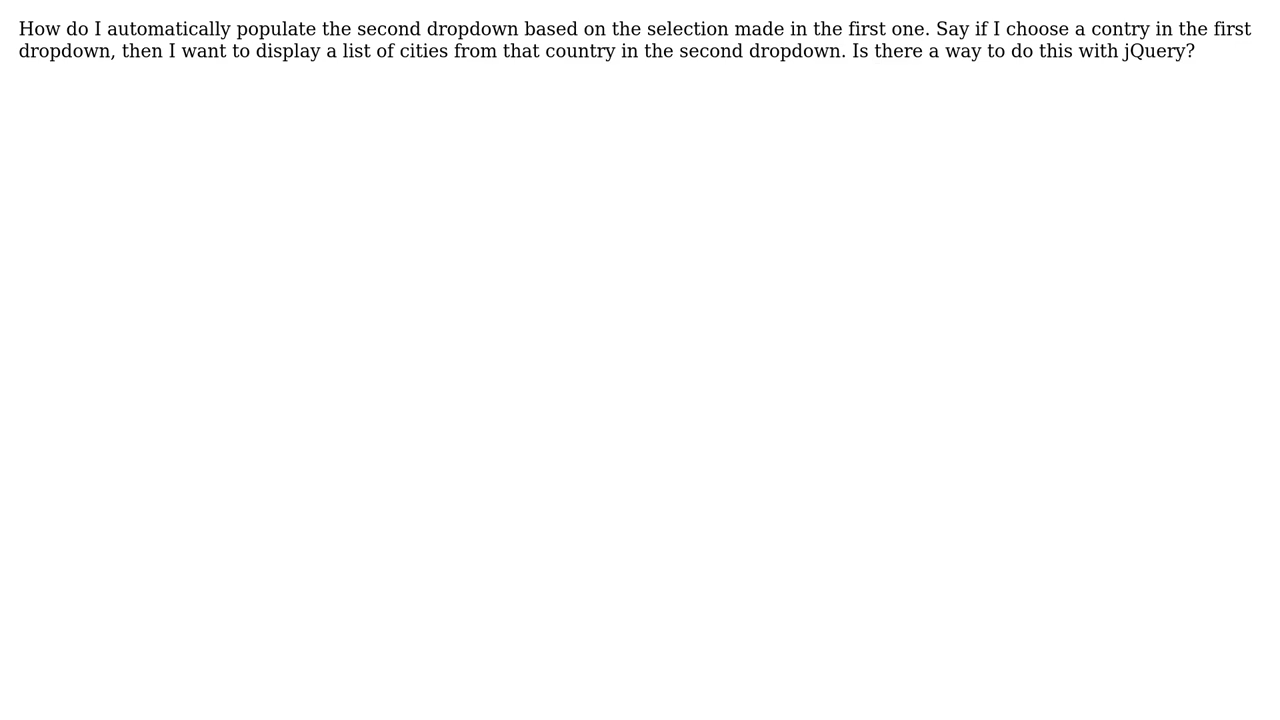 How do I automatically populate the second dropdown based on the selection made in the first one. Say if I choose a contry in the first
dropdown, then I want to display a list of cities from that country in the second dropdown. Is there a way to do this with jQuery?